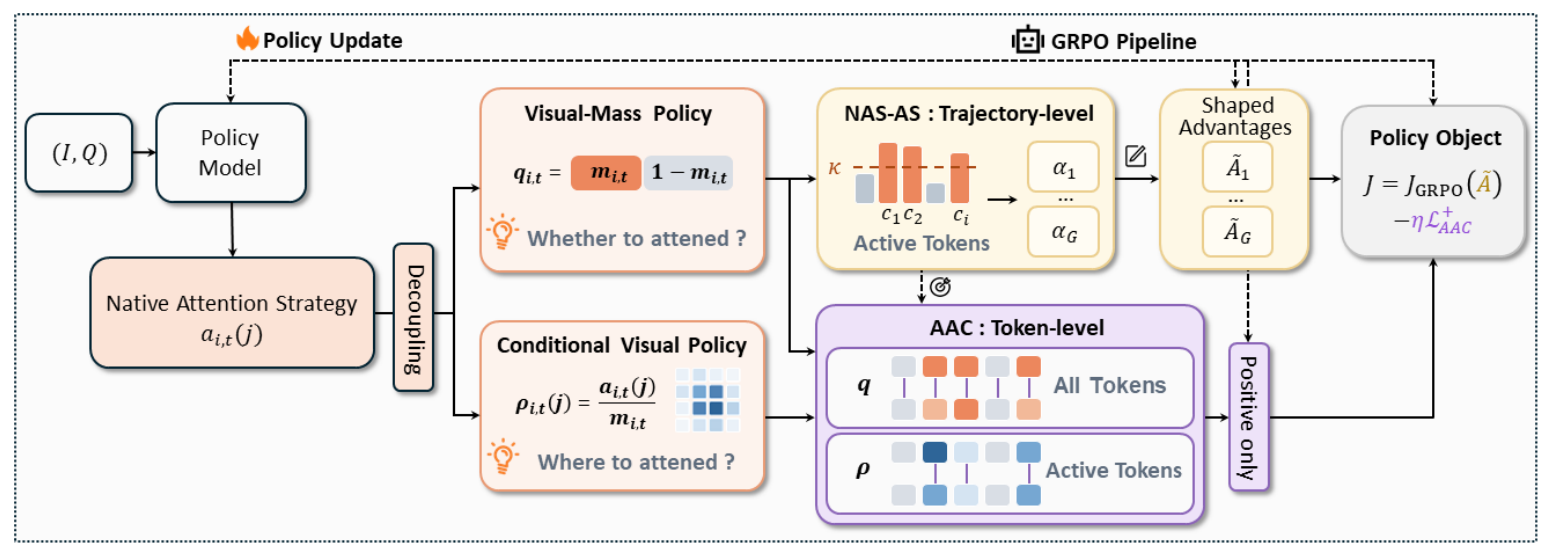 Policy Update
GRPO Pipeline
(I, Q)
Policy
Model
Native Attention Strategy
a_{i,t}(j)
Decoupling
Visual-Mass Policy
q_{i,t} = m_{i,t} 1 − m_{i,t}
Whether to attened ?
Conditional Visual Policy
ρ_{i,t}(j) = a_{i,t}(j) / m_{i,t}
Where to attened ?
NAS-AS : Trajectory-level
κ
c_1 c_2 c_i
Active Tokens
α_1
...
α_G
AAC : Token-level
q
All Tokens
ρ
Active Tokens
Shaped
Advantages
Ã_1
...
Ã_G
Positive only
Policy Object
J = J_{GRPO}(Ã)
−ηℒ^+_{AAC}